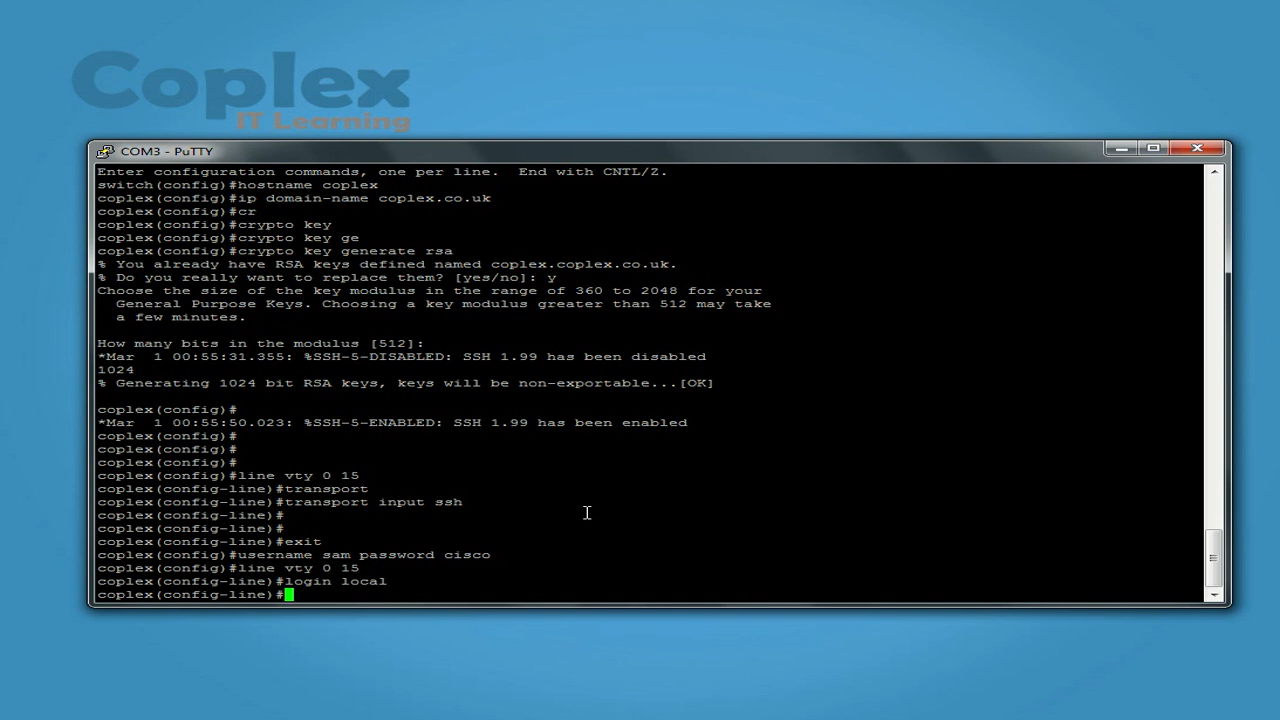 Coplex
IT Learning
COM3 - PuTTY
Enter configuration commands, one per line.  End with CNTL/Z.
switch(config)#hostname coplex
coplex(config)#ip domain-name coplex.co.uk
coplex(config)#cr
coplex(config)#crypto key
coplex(config)#crypto key ge
coplex(config)#crypto key generate rsa
% You already have RSA keys defined named coplex.coplex.co.uk.
% Do you really want to replace them? [yes/no]: y
Choose the size of the key modulus in the range of 360 to 2048 for your
  General Purpose Keys. Choosing a key modulus greater than 512 may take
  a few minutes.
How many bits in the modulus [512]:
*Mar  1 00:55:31.355: %SSH-5-DISABLED: SSH 1.99 has been disabled
1024
% Generating 1024 bit RSA keys, keys will be non-exportable...[OK]
coplex(config)#
*Mar  1 00:55:50.023: %SSH-5-ENABLED: SSH 1.99 has been enabled
coplex(config)#
coplex(config)#
coplex(config)#
coplex(config)#line vty 0 15
coplex(config-line)#transport
coplex(config-line)#transport input ssh
coplex(config-line)#
coplex(config-line)#
coplex(config-line)#exit
coplex(config)#username sam password cisco
coplex(config)#line vty 0 15
coplex(config-line)#login local
coplex(config-line)#